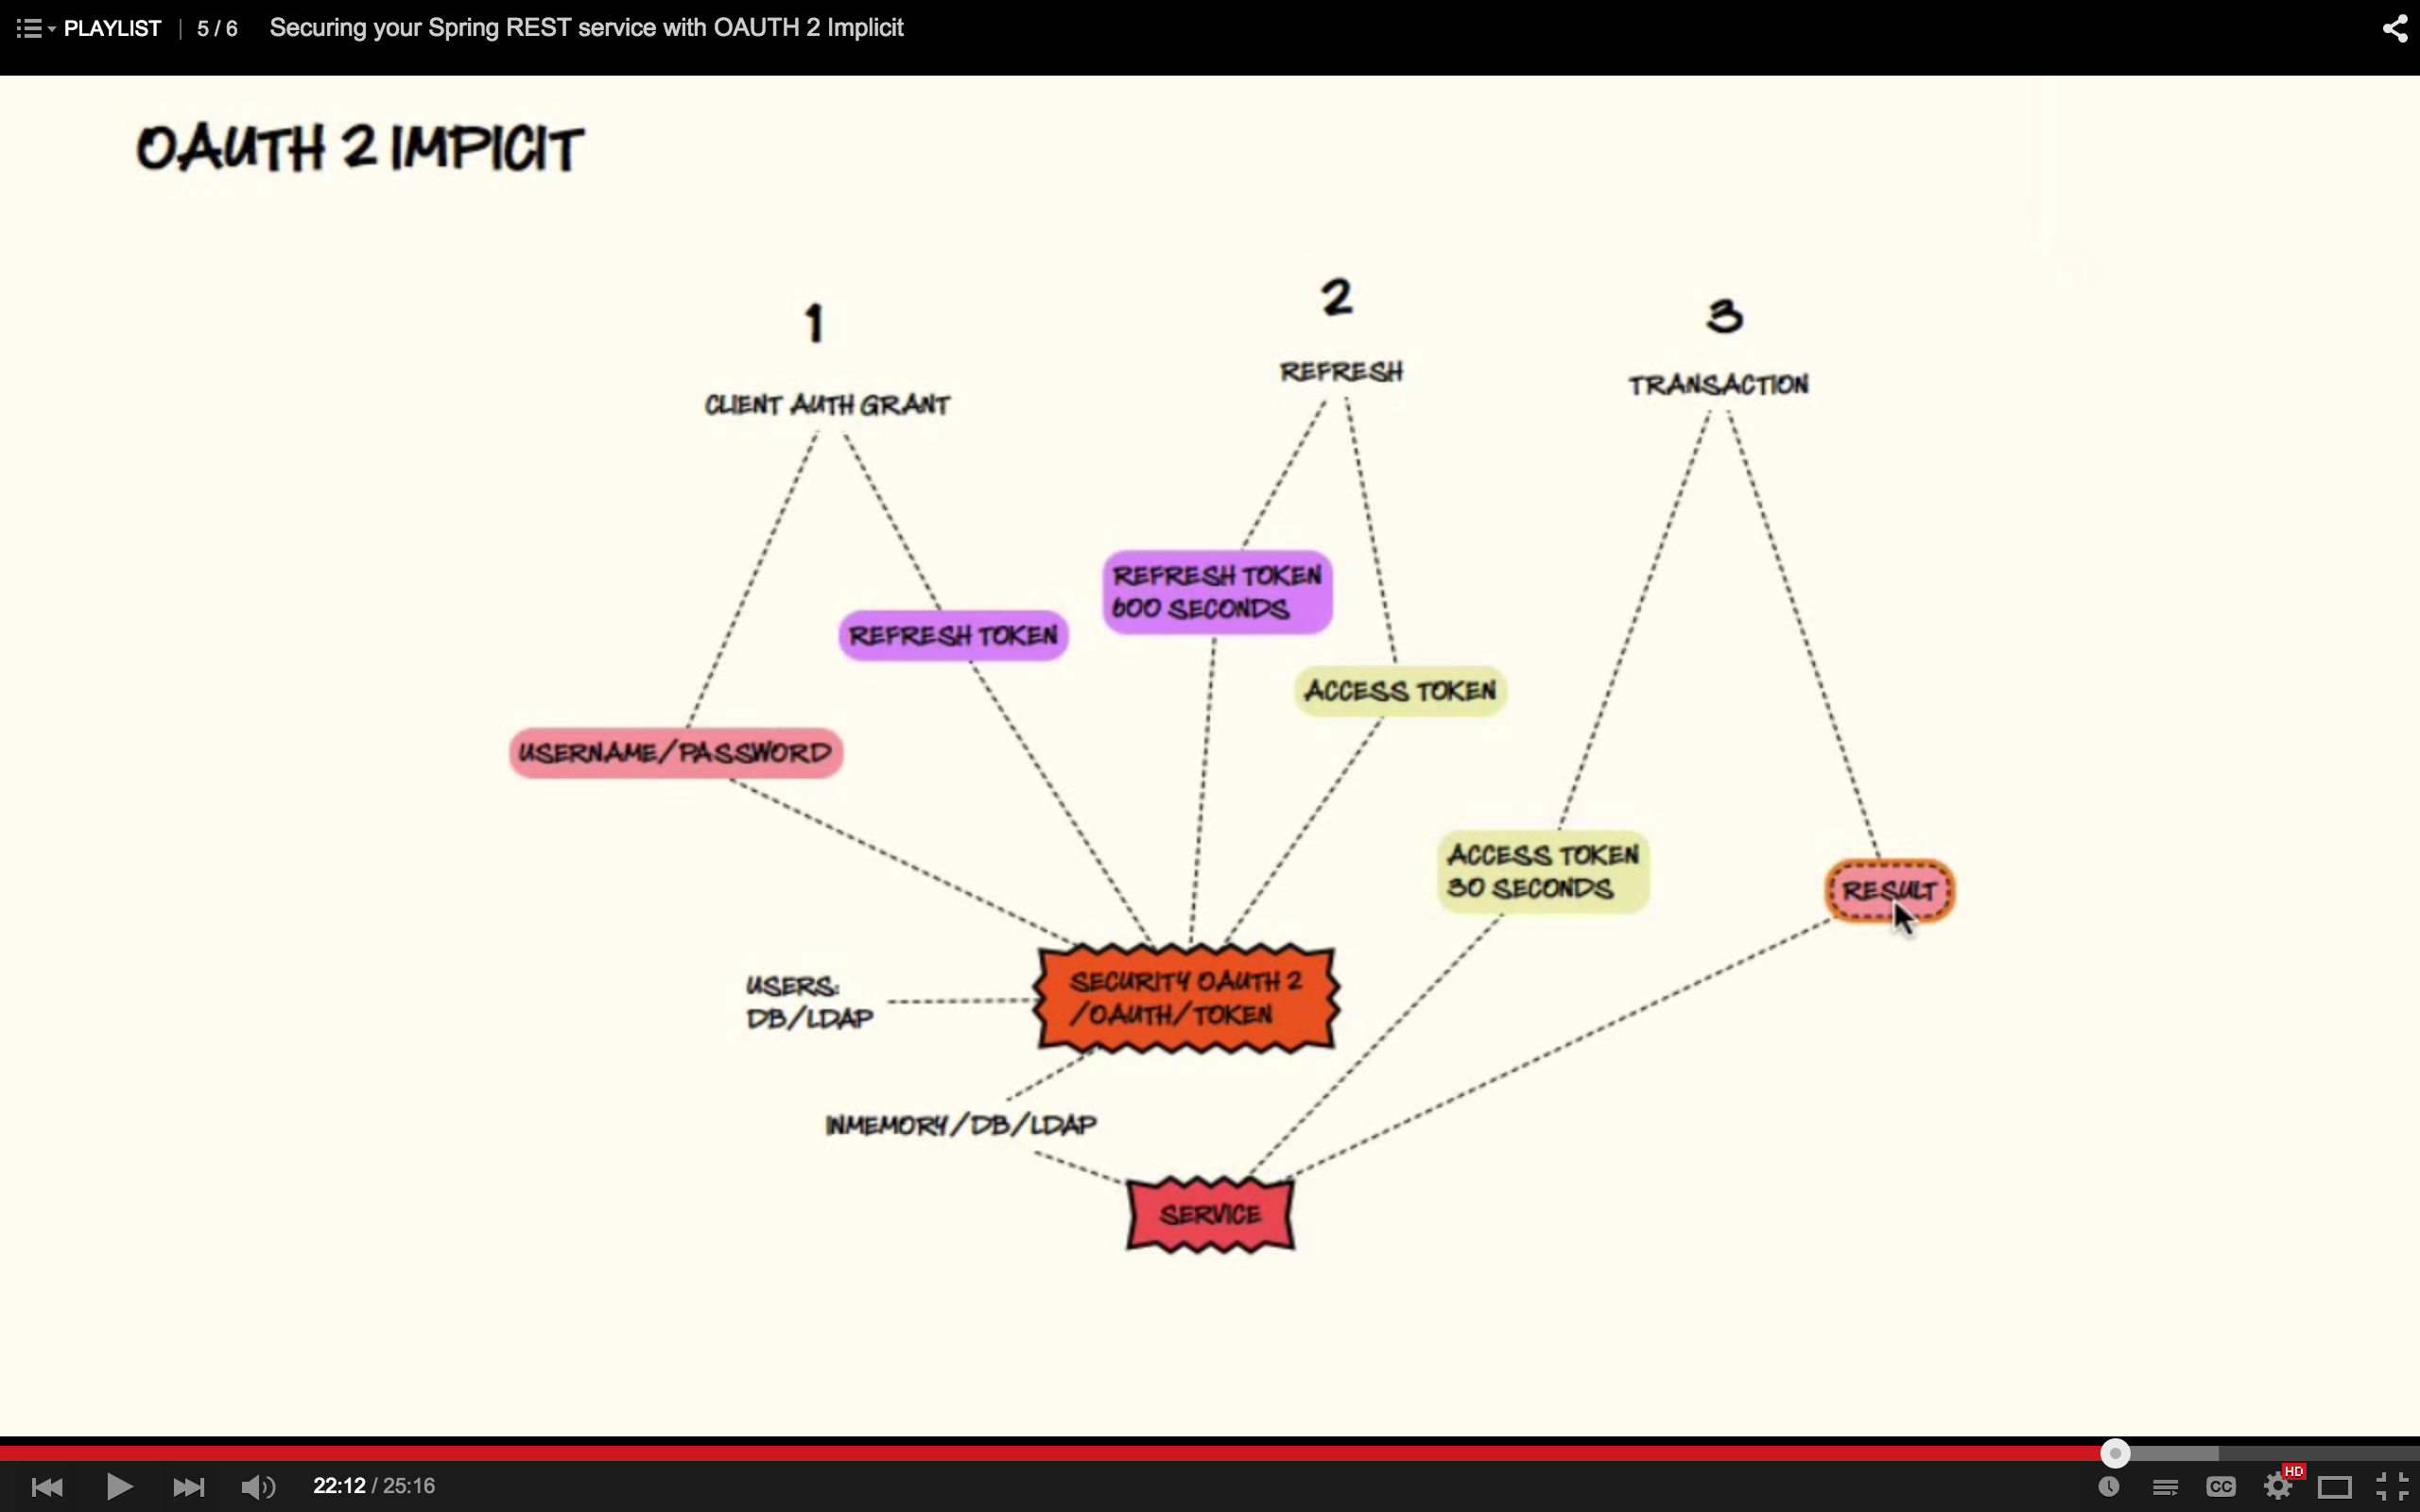 PLAYLIST | 5 / 6 Securing your Spring REST service with OAUTH 2 Implicit
OAUTH 2 IMPICIT
1
CLIENT AUTH GRANT
2
REFRESH
3
TRANSACTION
REFRESH TOKEN
600 SECONDS
REFRESH TOKEN
ACCESS TOKEN
USERNAME/PASSWORD
ACCESS TOKEN
30 SECONDS
RESULT
SECURITY OAUTH 2
/OAUTH/TOKEN
USERS:
DB/LDAP
INMEMORY/DB/LDAP
SERVICE
22:12 / 25:16
CC
HD